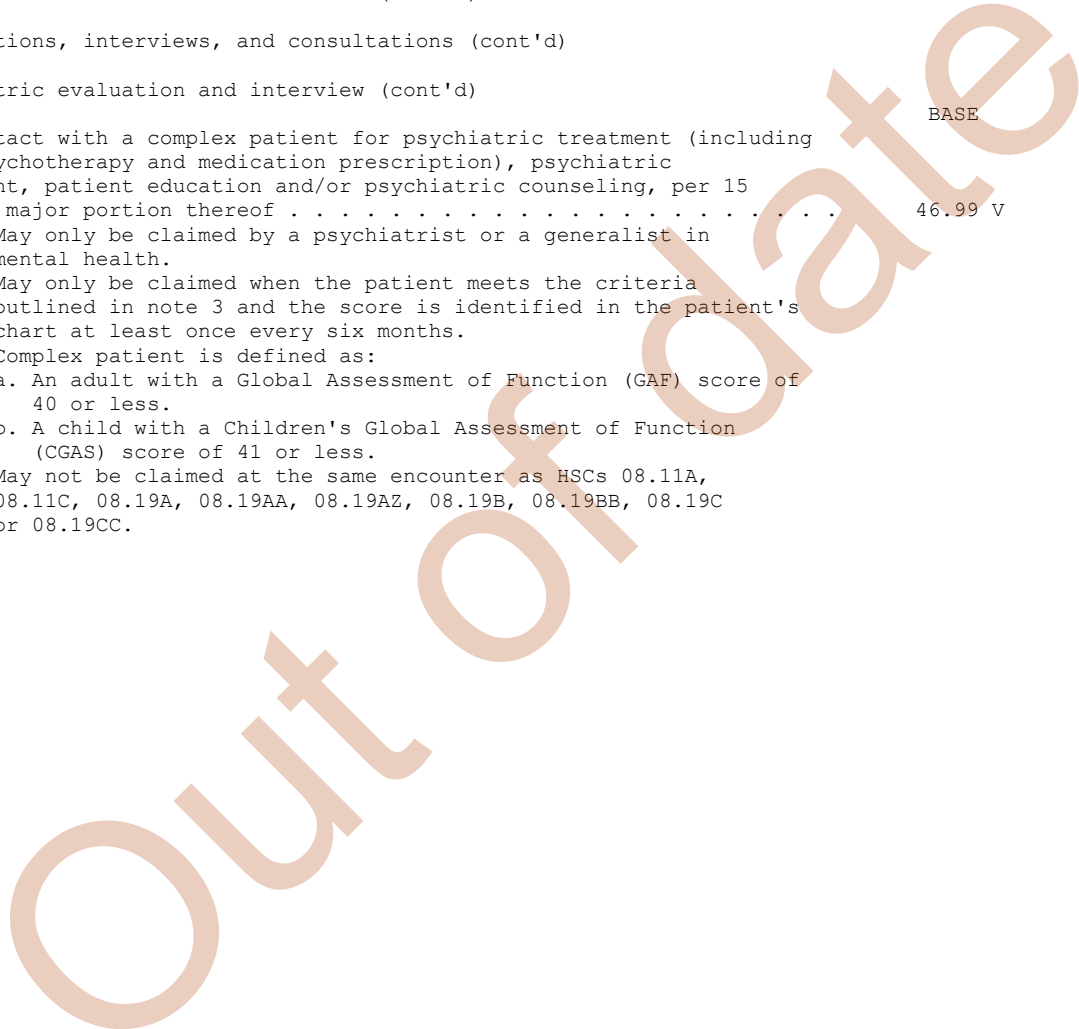 tions, interviews, and consultations (cont'd)
tric evaluation and interview (cont'd)
BASE
tact with a complex patient for psychiatric treatment (including
ychotherapy and medication prescription), psychiatric
nt, patient education and/or psychiatric counseling, per 15
major portion thereof . . . . . . . . . . . . . . . . . . . . . . 46.99 V
May only be claimed by a psychiatrist or a generalist in
mental health.
May only be claimed when the patient meets the criteria
outlined in note 3 and the score is identified in the patient's
chart at least once every six months.
Complex patient is defined as:
a. An adult with a Global Assessment of Function (GAF) score of
40 or less.
b. A child with a Children's Global Assessment of Function
(CGAS) score of 41 or less.
May not be claimed at the same encounter as HSCs 08.11A,
08.11C, 08.19A, 08.19AA, 08.19AZ, 08.19B, 08.19BB, 08.19C
or 08.19CC.
Out of date